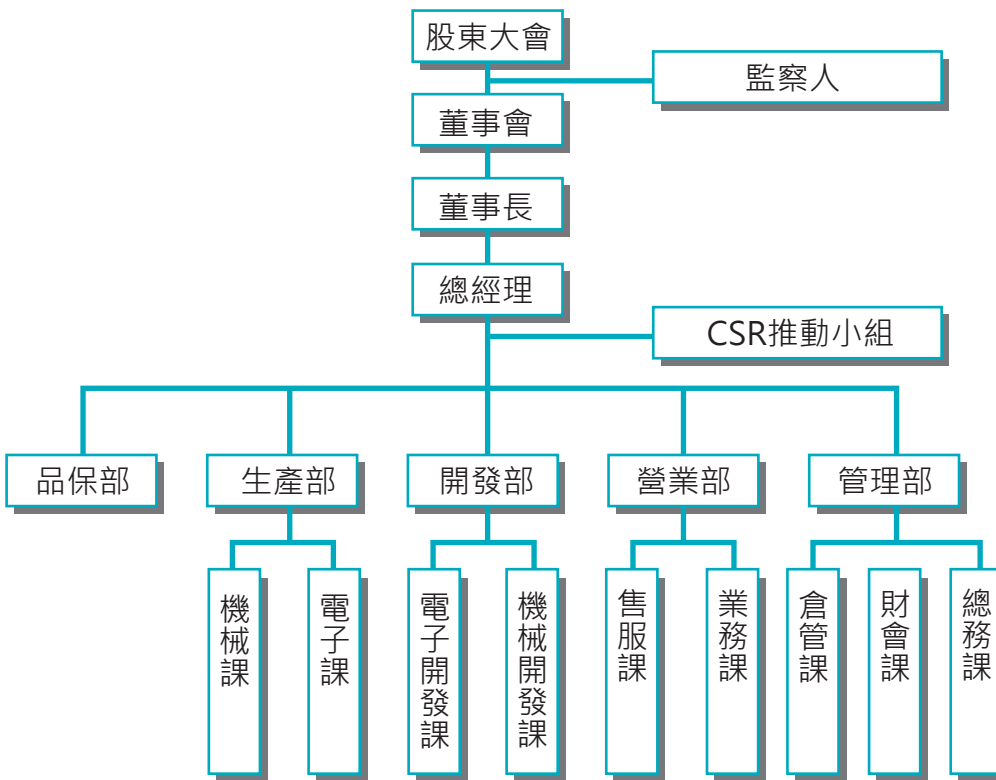 股東大會
監察人
董事會
董事長
總經理
CSR推動小組
品保部
生產部
開發部
營業部
管理部
機械課
電子課
電子開發課
機械開發課
售服課
業務課
倉管課
財會課
總務課